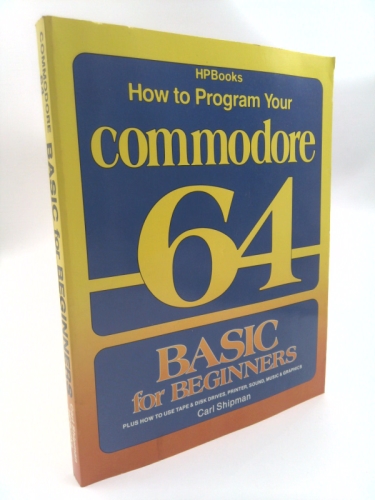 HPBooks
How to Program Your
commodore
64
BASIC
for BEGINNERS
PLUS HOW TO USE TAPE & DISK DRIVES, PRINTER, SOUND, MUSIC & GRAPHICS
Carl Shipman
COMMODORE
BASIC for BEGINNERS